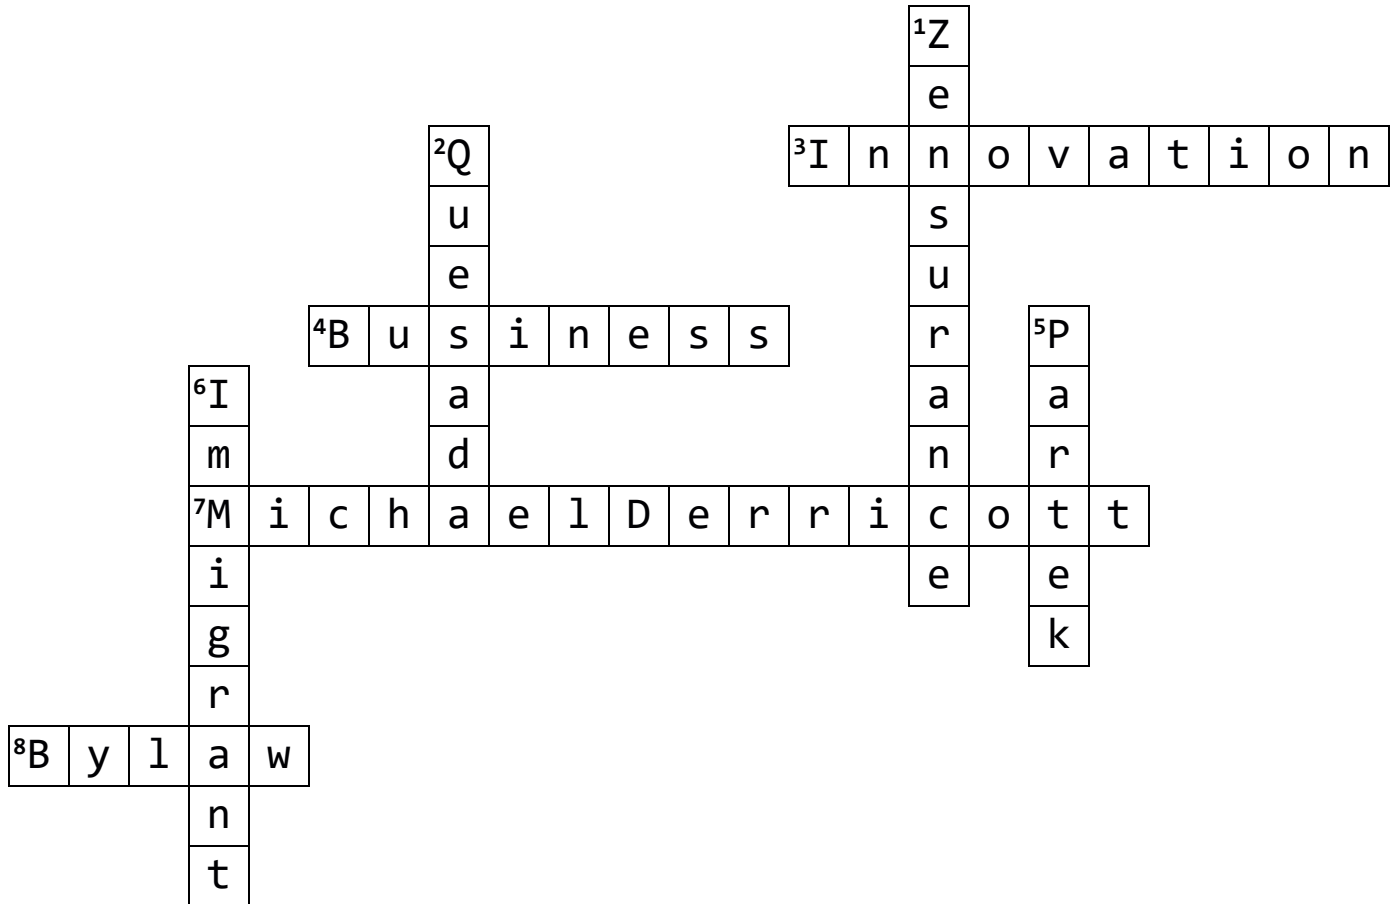 1Z
e
2Q 3Innovation
u s
e u
4Business r 5P
6I a a a
m d n r
7MichaelDerricott
i e e
g k
r
8Bylaw
n
t